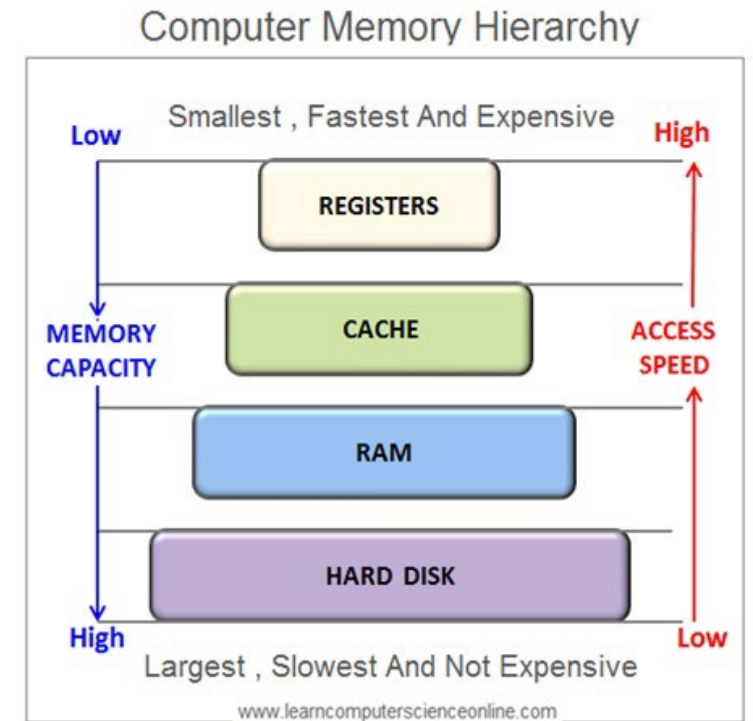 Computer Memory Hierarchy
Smallest , Fastest And Expensive
Low
High
REGISTERS
CACHE
MEMORY
CAPACITY
ACCESS
SPEED
RAM
HARD DISK
High
Low
Largest , Slowest And Not Expensive
www.learncomputerscienceonline.com